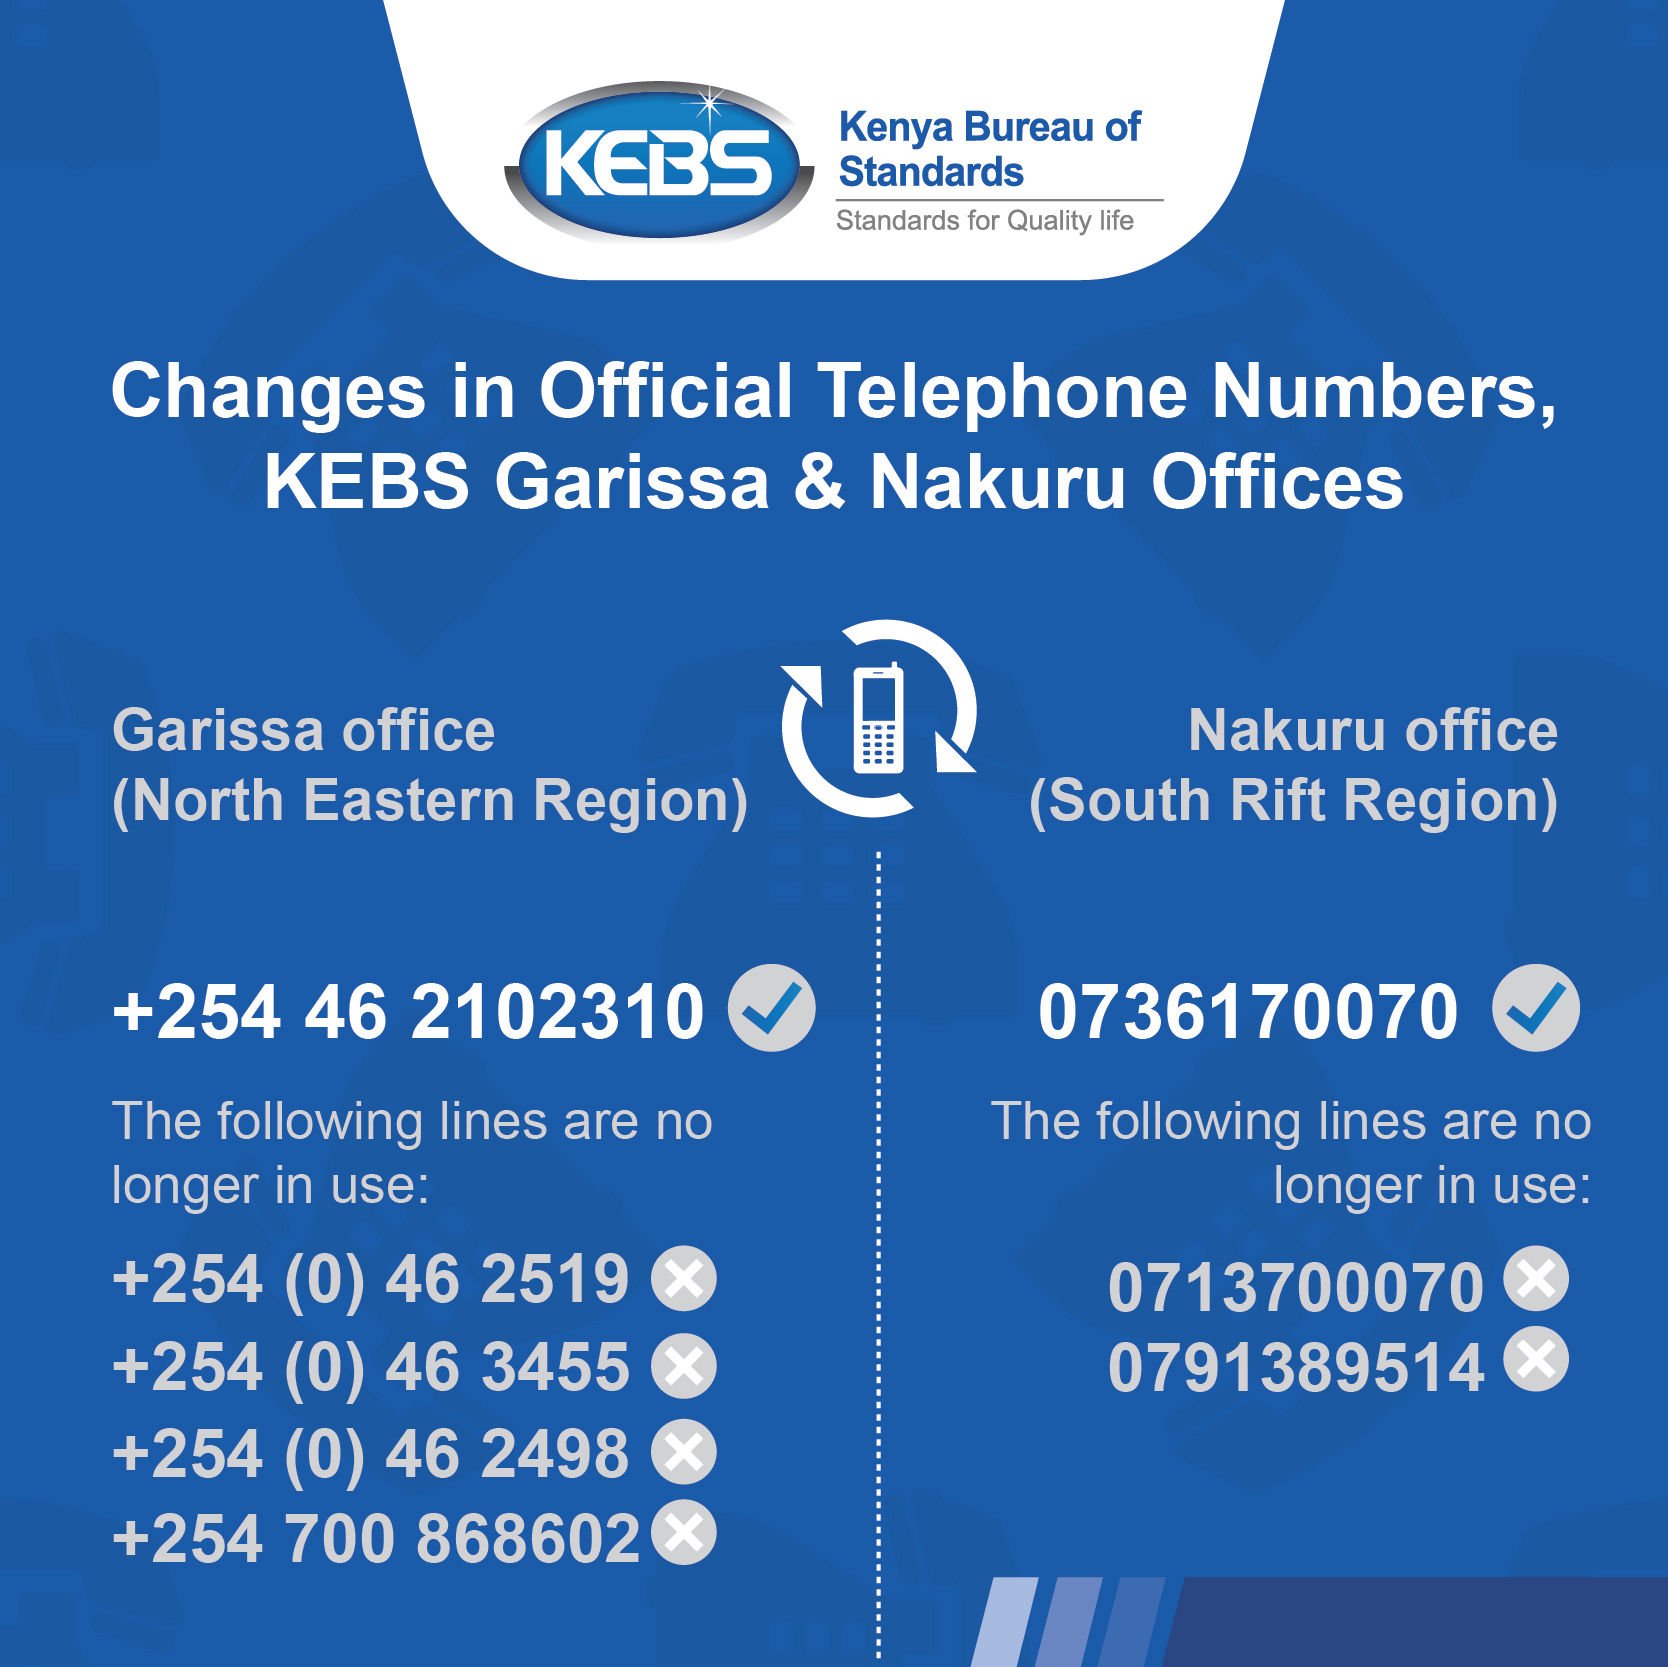 KEBS
Kenya Bureau of
Standards
Standards for Quality life
Changes in Official Telephone Numbers,
KEBS Garissa & Nakuru Offices
Garissa office
(North Eastern Region)
+254 46 2102310
The following lines are no
longer in use:
+254 (0) 46 2519
+254 (0) 46 3455
+254 (0) 46 2498
+254 700 868602
Nakuru office
(South Rift Region)
0736170070
The following lines are no
longer in use:
0713700070
0791389514